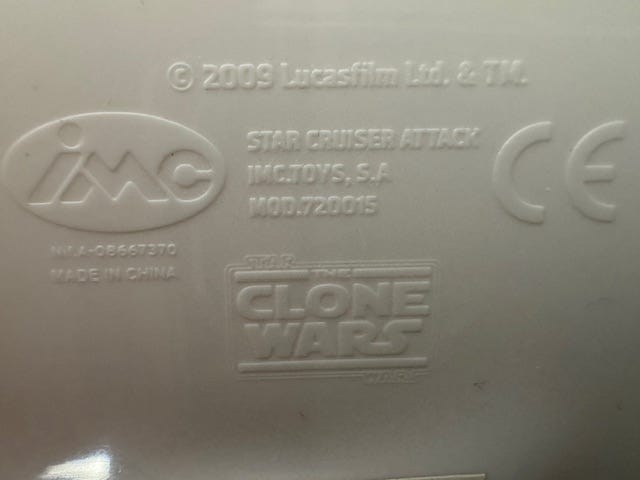 © 2009 Lucasfilm Ltd. & TM.
imc
STAR CRUISER ATTACK
IMC.TOYS, S.A
MOD.720015
CE
N.I.A-08667370
MADE IN CHINA
STAR
THE
CLONE
WARS
WARS